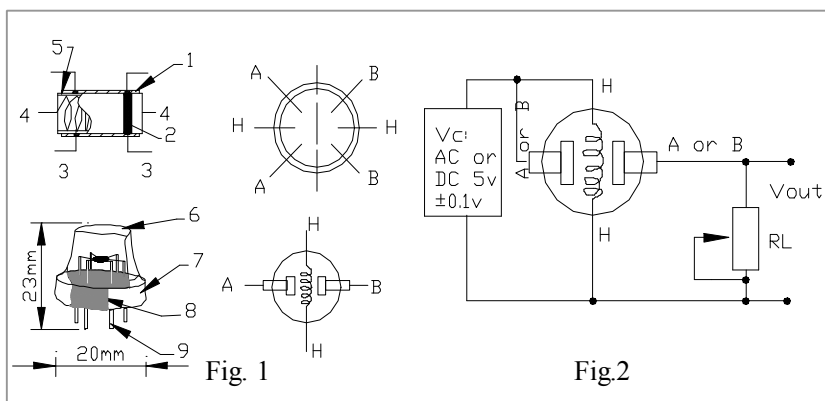 5
1
4
4
2
3
3
A
B
H
H
A
B
6
7
8
9
23mm
20mm
H
A
B
H
Fig. 1
H
A or B
Vc:
AC or
DC 5v
±0.1v
A or B
Vout
RL
H
Fig.2